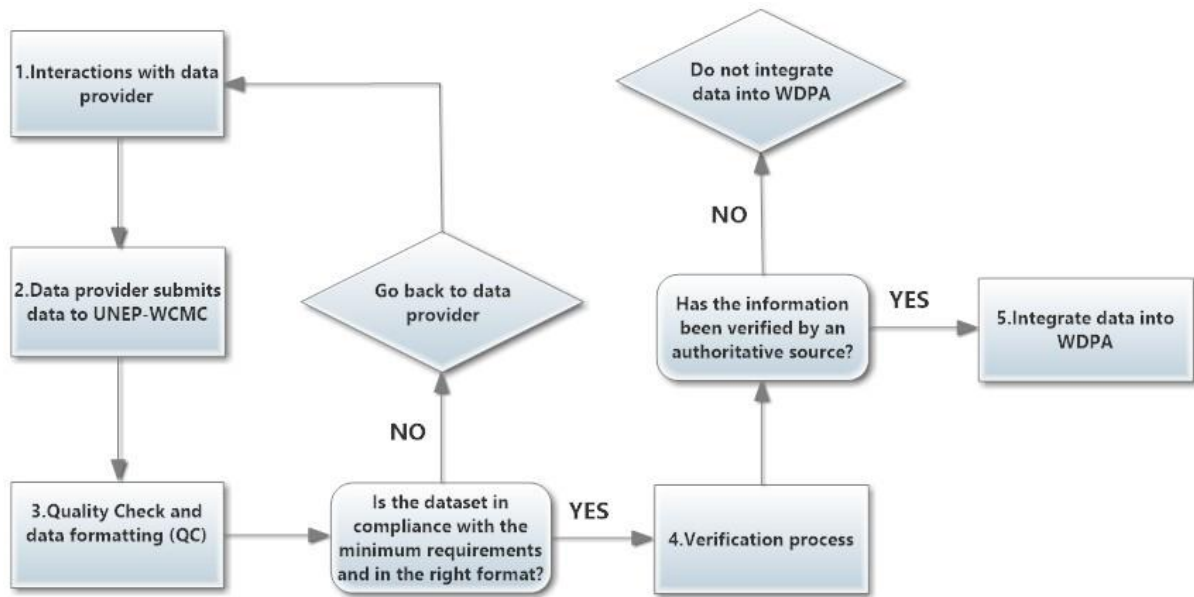 1.Interactions with data
provider
2.Data provider submits
data to UNEP-WCMC
3.Quality Check and
data formatting (QC)
Is the dataset in
compliance with the
minimum requirements
and in the right format?
NO
Go back to data
provider
YES
4.Verification process
Has the information
been verified by an
authoritative source?
NO
Do not integrate
data into WDPA
YES
5.Integrate data into
WDPA